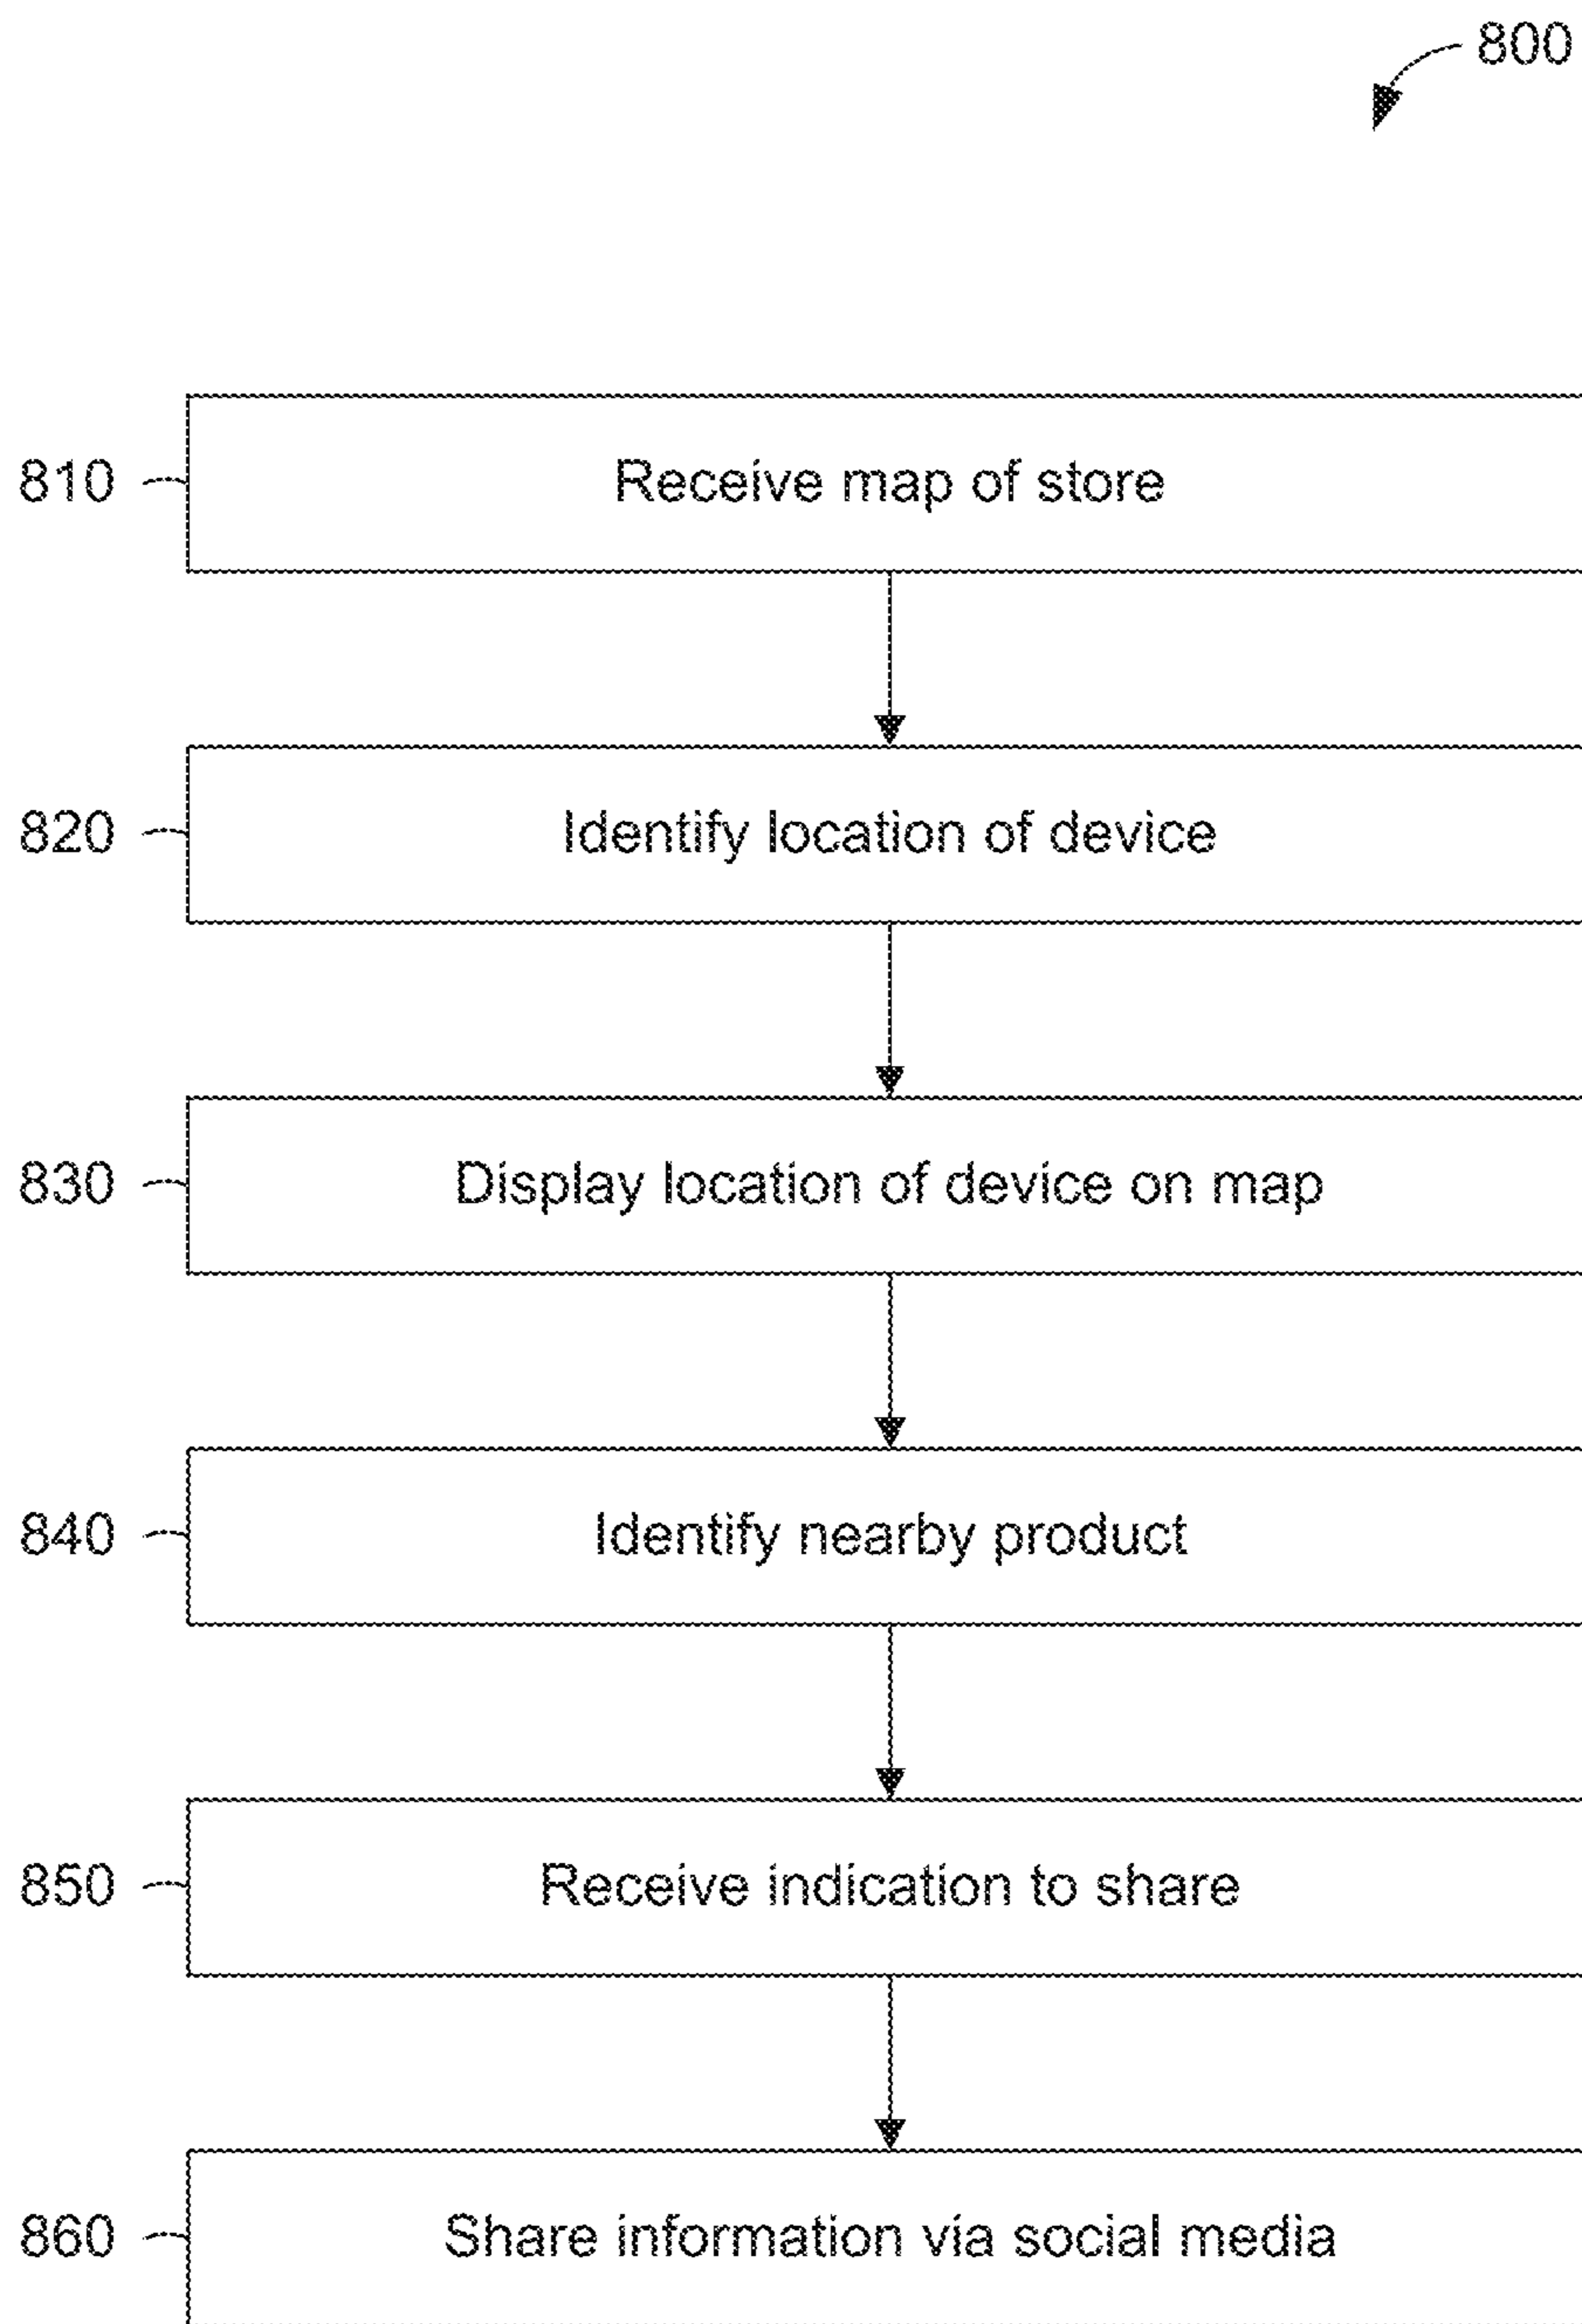 800
810 Receive map of store
820 Identify location of device
830 Display location of device on map
840 Identify nearby product
850 Receive indication to share
860 Share information via social media